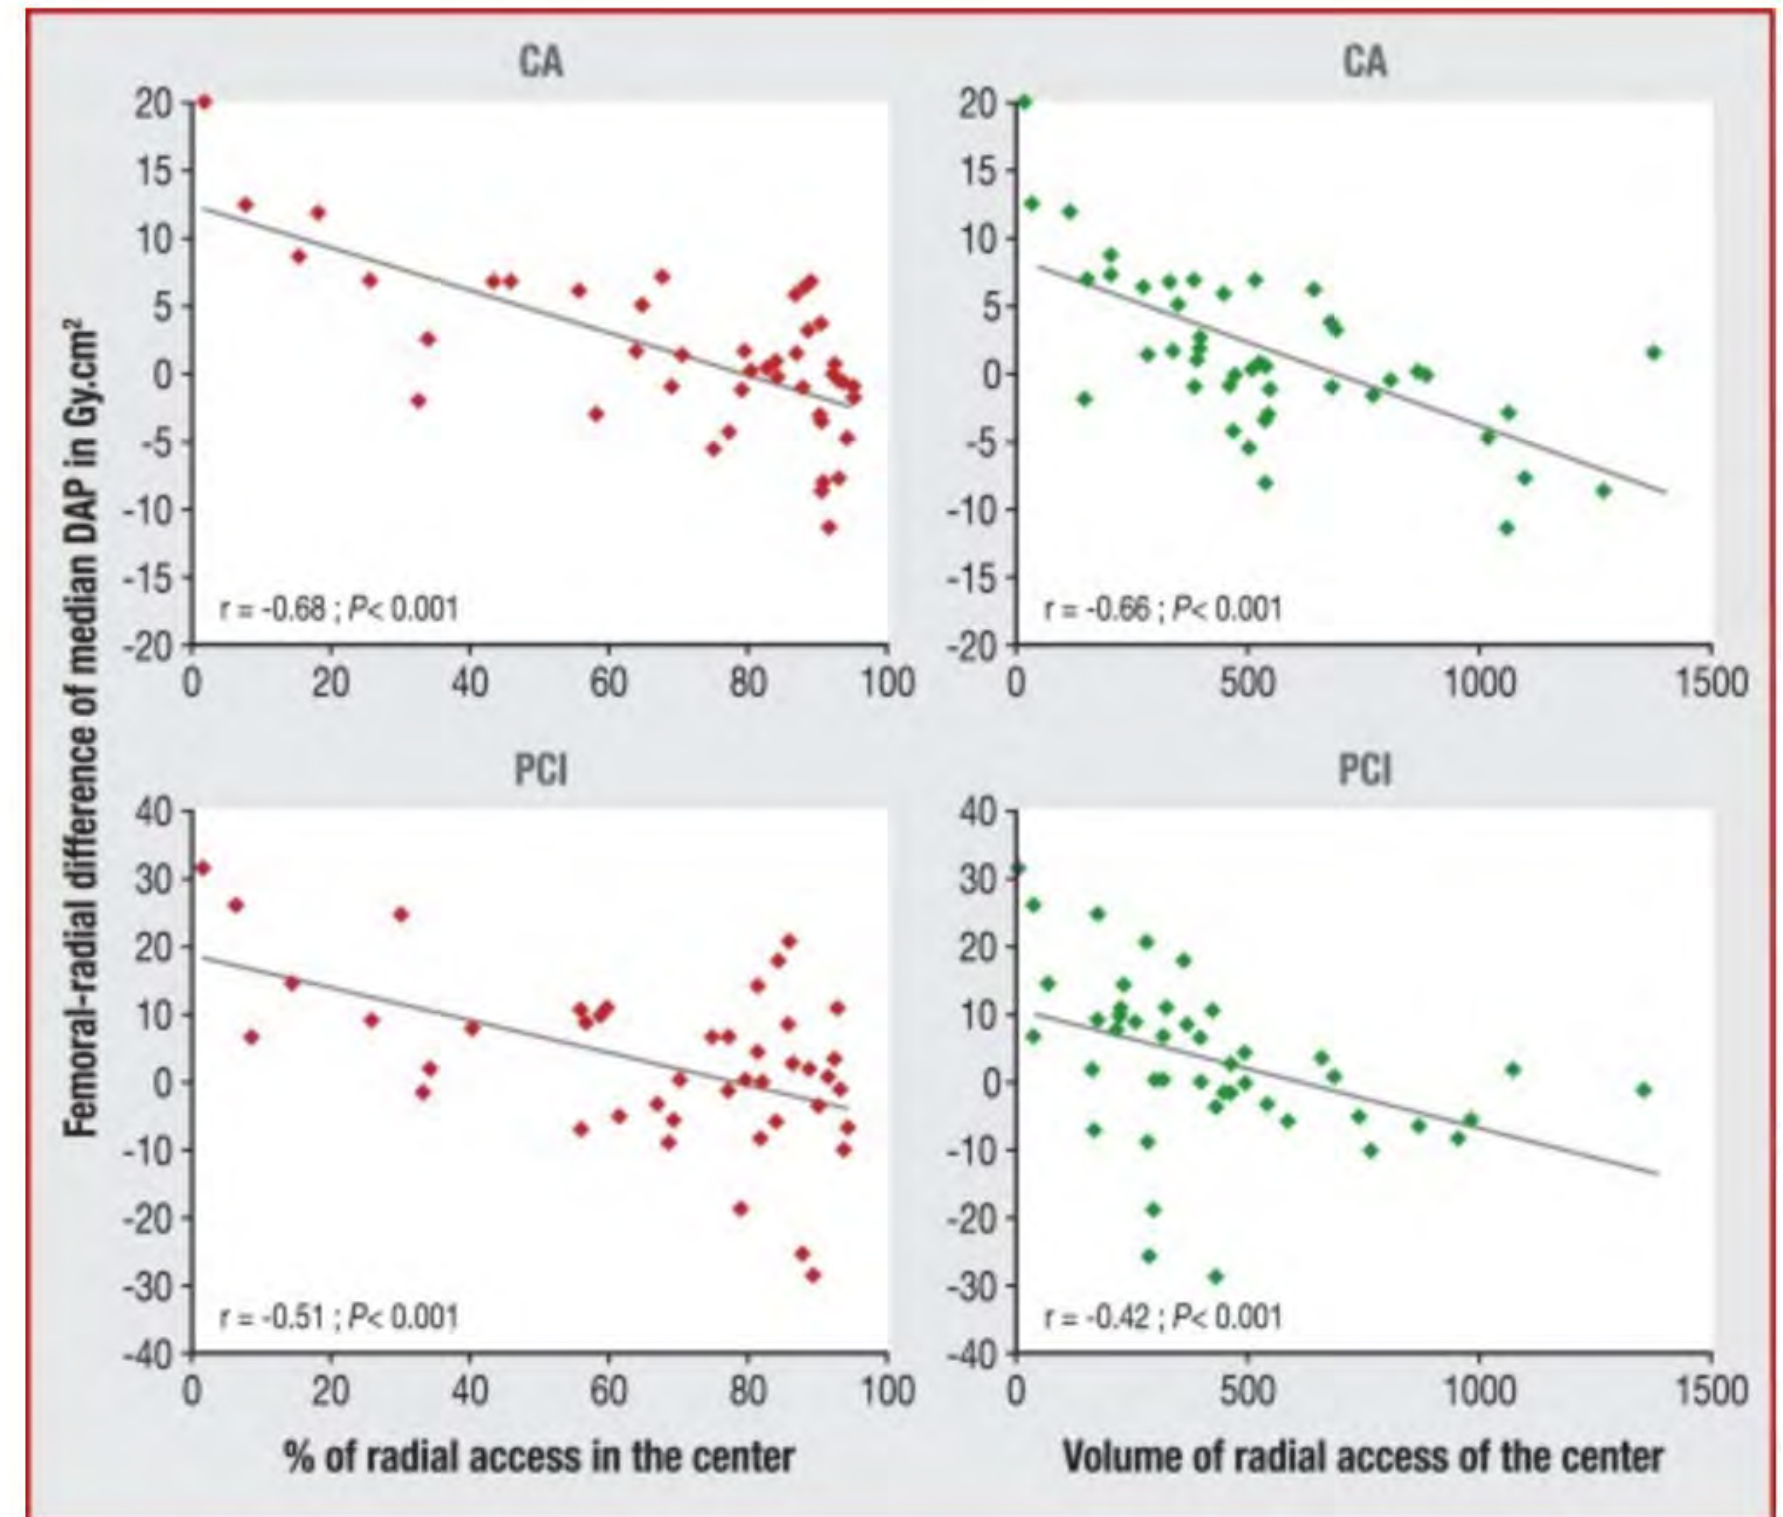 Femoral-radial difference of median DAP in Gy.cm²
CA
20
15
10
5
0
-5
-10
-15
-20
r = -0.68 ; P< 0.001
0 20 40 60 80 100
CA
20
15
10
5
0
-5
-10
-15
-20
r = -0.66 ; P< 0.001
0 500 1000 1500
PCI
40
30
20
10
0
-10
-20
-30
-40
r = -0.51 ; P< 0.001
0 20 40 60 80 100
% of radial access in the center
PCI
40
30
20
10
0
-10
-20
-30
-40
r = -0.42 ; P< 0.001
0 500 1000 1500
Volume of radial access of the center